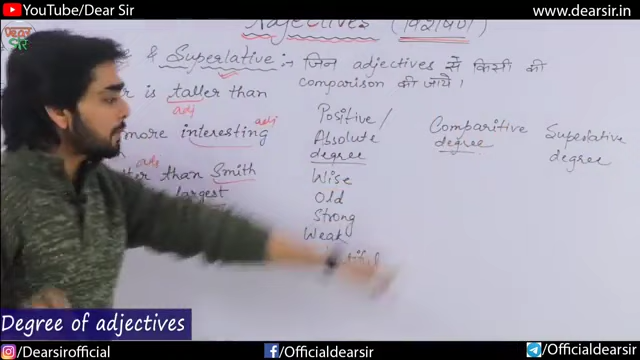 YouTube/Dear Sir
www.dearsir.in
Adjectives (विशेषण)
& Superlative :- जिन adjectives से किसी की
comparison की जाये।
is taller than
adj
more interesting adj
adj
than Smith
largest
Positive/
Absolute
degree
Wise
Old
Strong
Weak
Comparitive
degree
Superlative
degree
Degree of adjectives
/Dearsirofficial
/Officialdearsir
/Officialdearsir